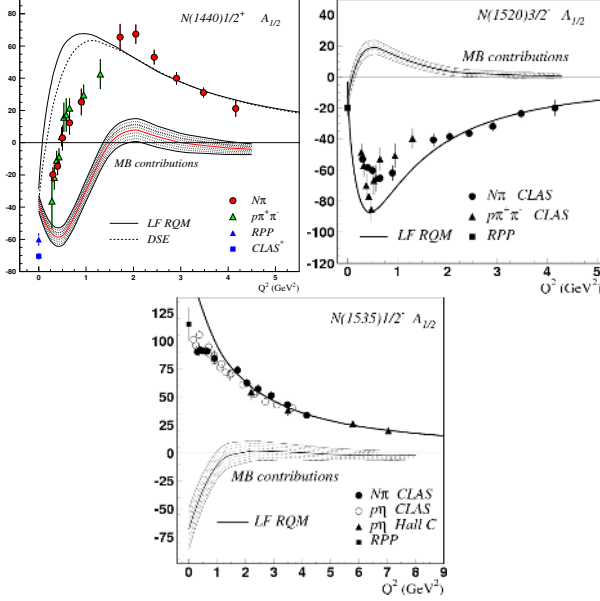 N(1440)1/2⁺ A₁/₂
80
60
40
20
0
-20
-40
-60
-80
MB contributions
Nπ
pπ⁺π⁻
RPP
CLAS*
LF RQM
DSE
0
1
2
3
4
5
Q² (GeV²)
N(1520)3/2⁻ A₁/₂
40
20
0
-20
-40
-60
-80
-100
-120
MB contributions
Nπ CLAS
pπ⁺π⁻ CLAS
RPP
LF RQM
0
1
2
3
4
5
Q² (GeV²)
N(1535)1/2⁻ A₁/₂
125
100
75
50
25
0
-25
-50
-75
MB contributions
Nπ CLAS
pη CLAS
pη Hall C
RPP
LF RQM
0 1 2 3 4 5 6 7 8 9
Q² (GeV²)